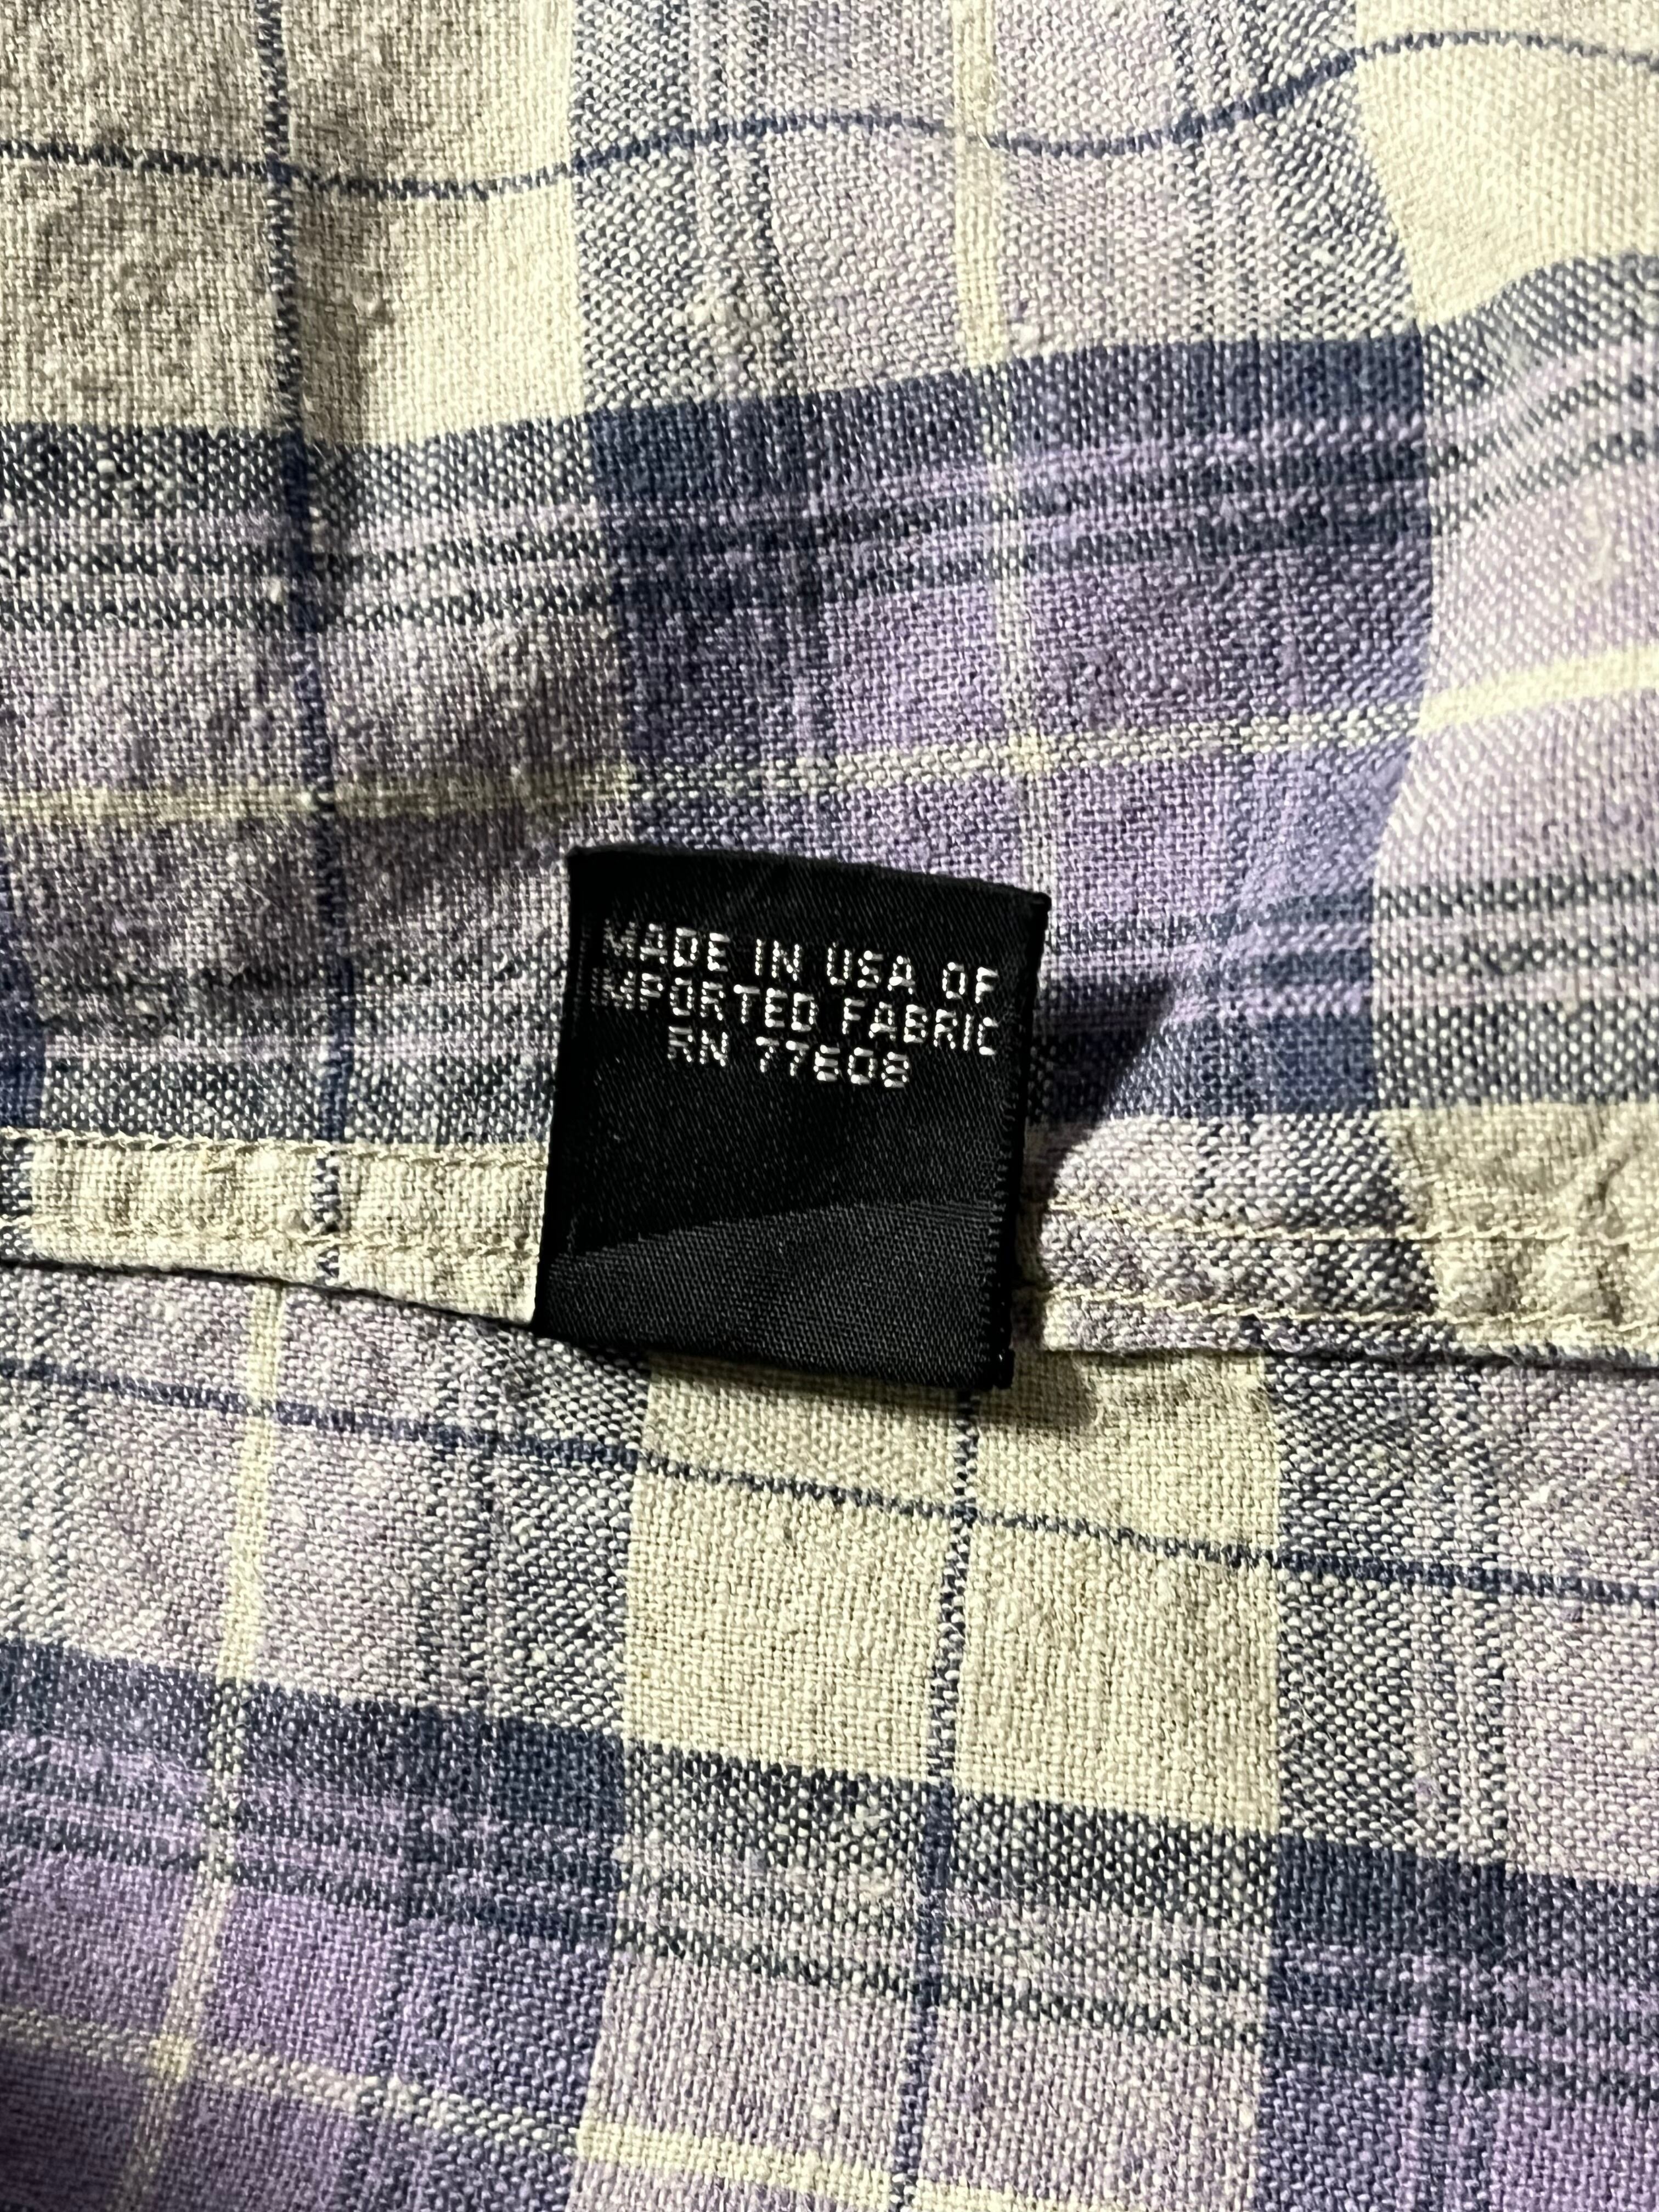 MADE IN USA OF
IMPORTED FABRIC
RN 77608